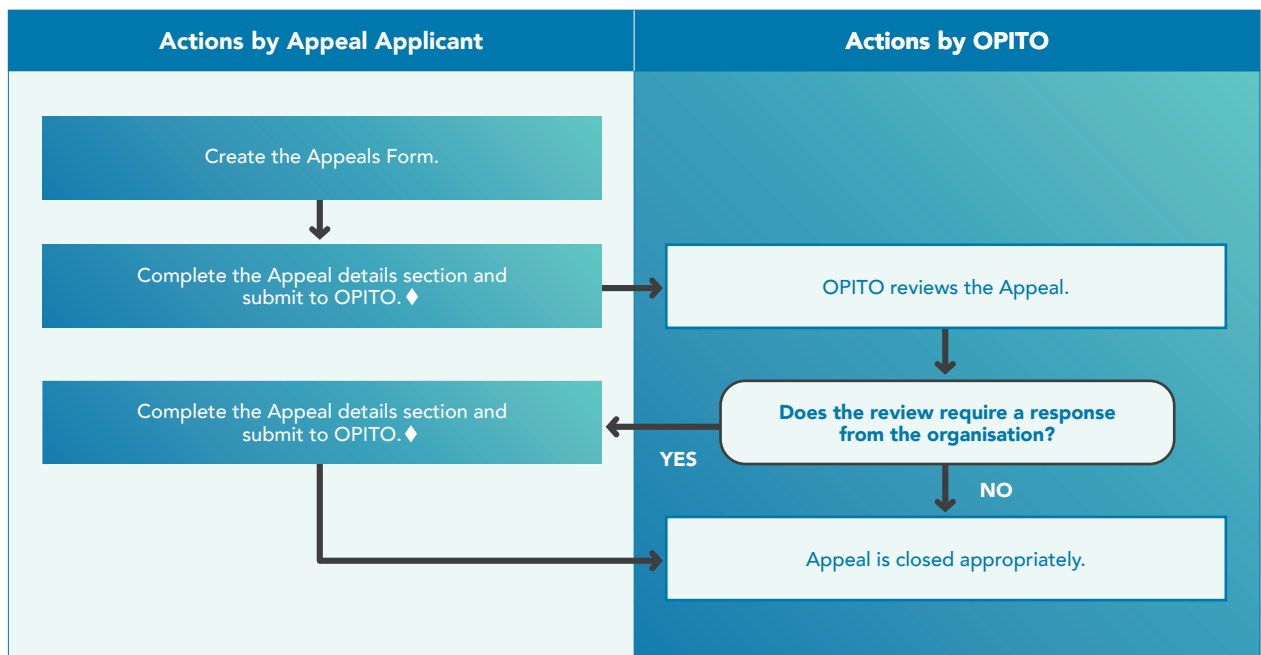 Actions by Appeal Applicant
Actions by OPITO
Create the Appeals Form.
Complete the Appeal details section and
submit to OPITO. ♦
OPITO reviews the Appeal.
Complete the Appeal details section and
submit to OPITO. ♦
Does the review require a response
from the organisation?
YES
NO
Appeal is closed appropriately.